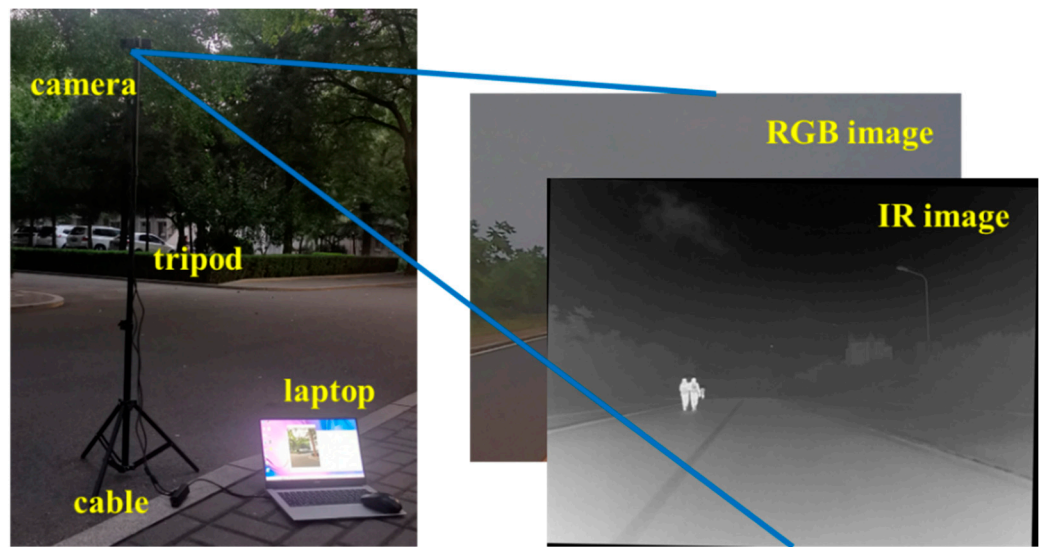 camera
tripod
laptop
cable
RGB image
IR image